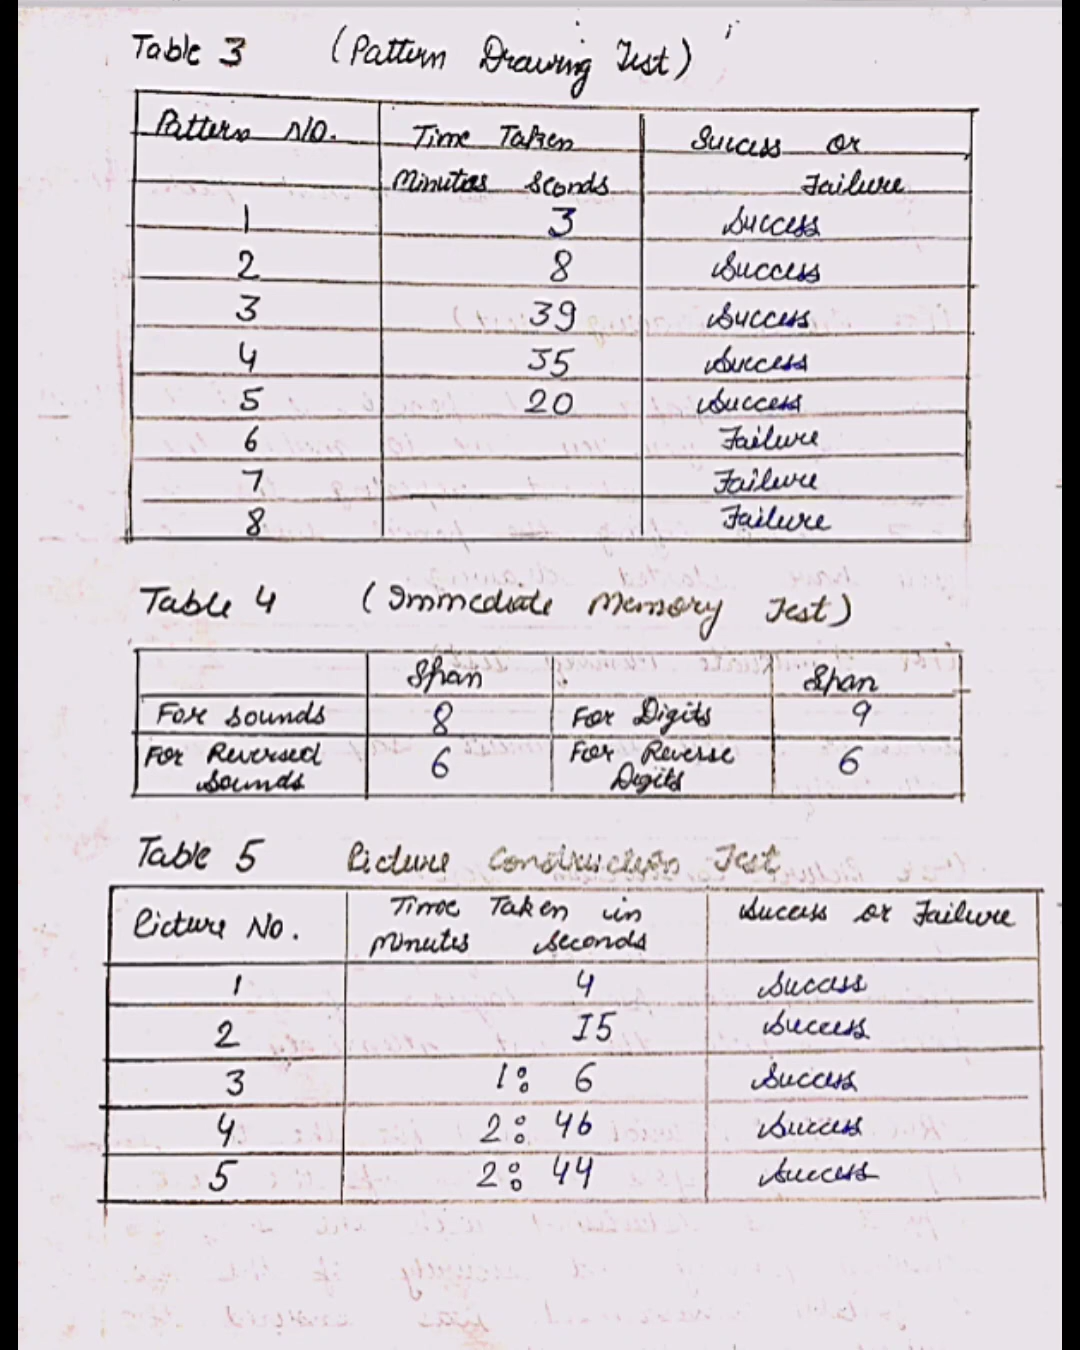 Table 3 (Pattern Drawing Test)
Pattern No. Time Taken Success or
Minutes Seconds Failure
1 3 Success
2 8 Success
3 39 Success
4 35 Success
5 20 Success
6 Failure
7 Failure
8 Failure
Table 4 (Immediate Memory Test)
Span Span
For Sounds 8 For Digits 9
For Reversed Sounds 6 For Reverse Digits 6
Table 5 Picture Construction Test
Picture No. Time Taken in Success or Failure
Minutes Seconds
1 4 Success
2 15 Success
3 1: 6 Success
4 2: 46 Success
5 2: 44 Success